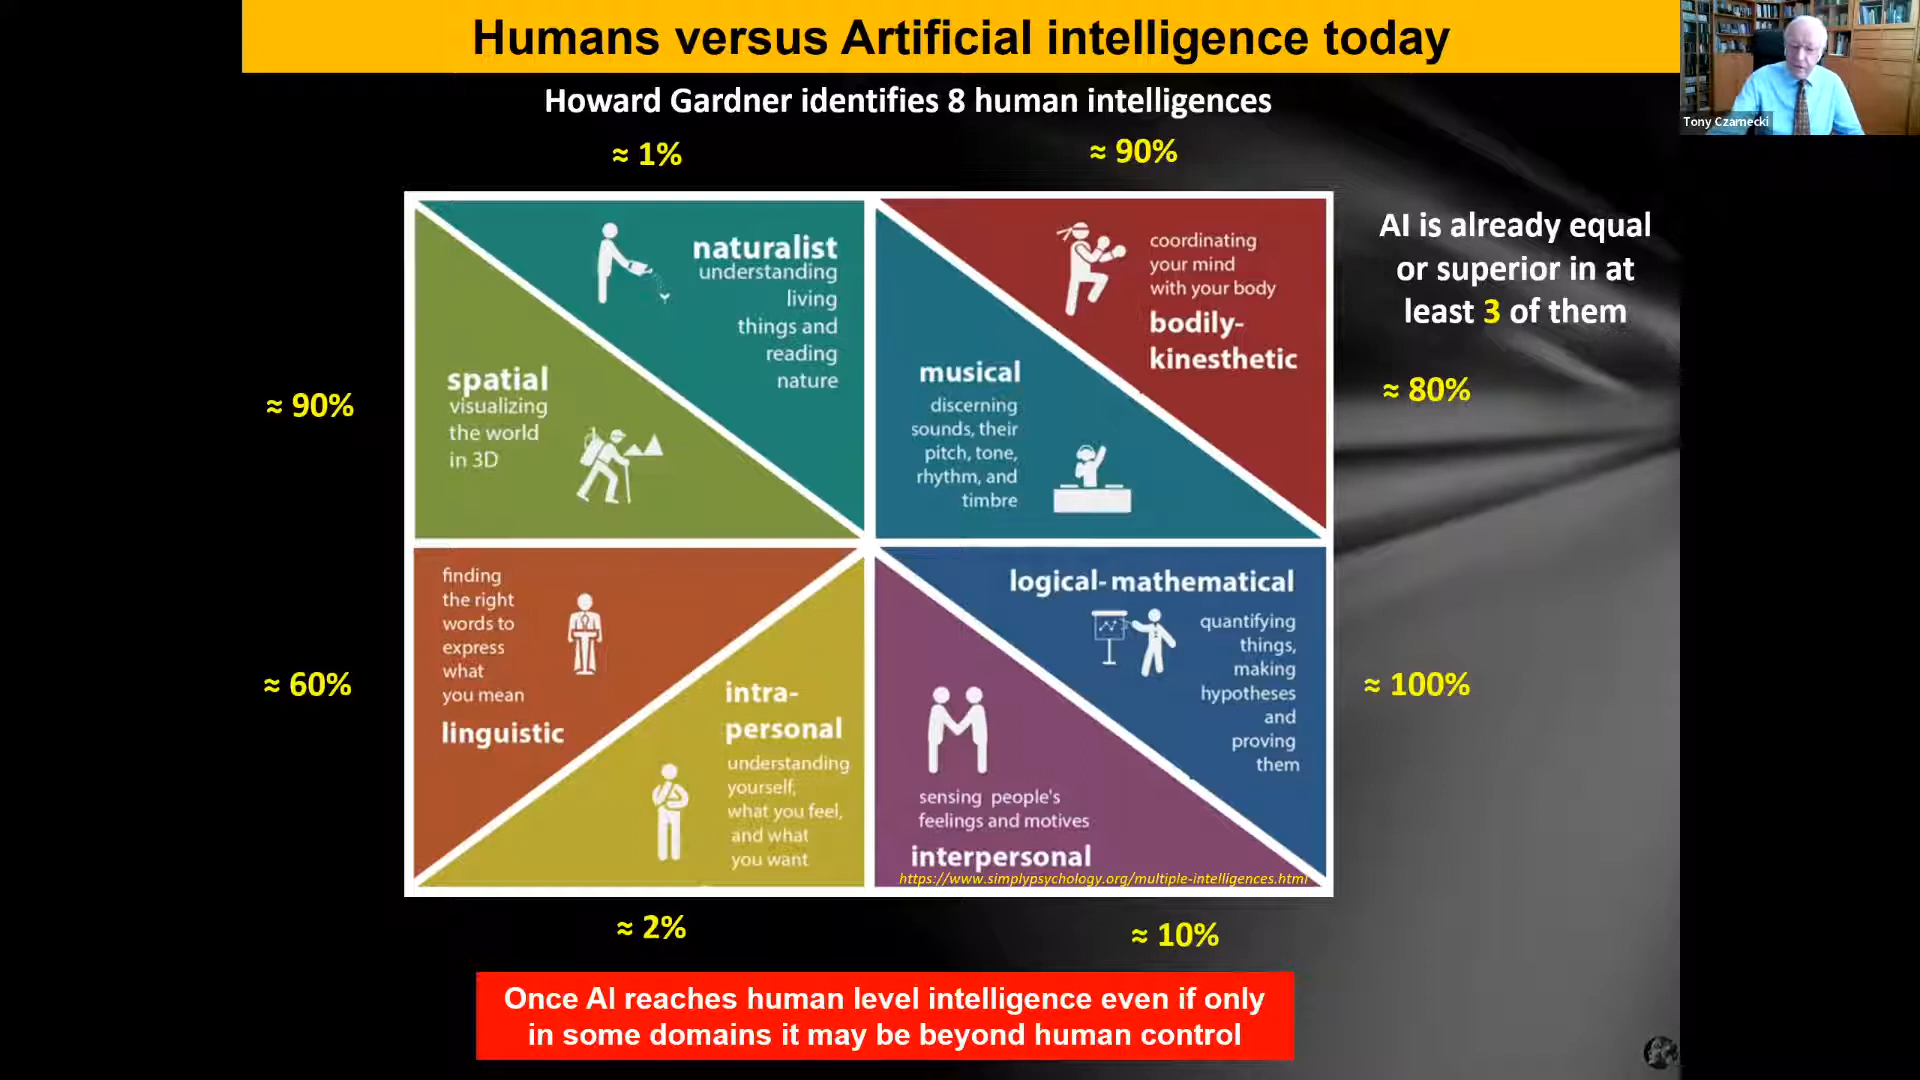 Humans versus Artificial intelligence today
Tony Czarnecki
Howard Gardner identifies 8 human intelligences
≈ 1%
≈ 90%
naturalist
understanding
living
things and
reading
nature
coordinating
your mind
with your body
bodily-
kinesthetic
AI is already equal
or superior in at
least 3 of them
≈ 90%
spatial
visualizing
the world
in 3D
musical
discerning
sounds, their
pitch, tone,
rhythm, and
timbre
≈ 80%
finding
the right
words to
express
what
you mean
linguistic
≈ 60%
intra-
personal
understanding
yourself,
what you feel,
and what
you want
logical-mathematical
quantifying
things,
making
hypotheses
and
proving
them
≈ 100%
sensing people's
feelings and motives
interpersonal
https://www.simplypsychology.org/multiple-intelligences.html
≈ 2%
≈ 10%
Once AI reaches human level intelligence even if only
in some domains it may be beyond human control